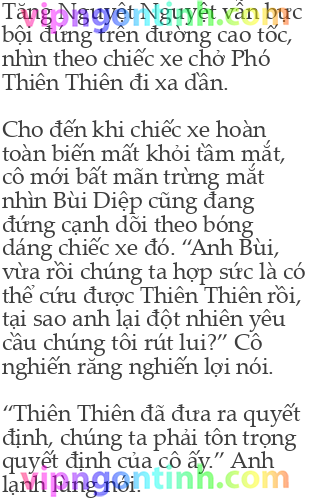 Tăng Nguyệt Nguyệt vẫn hực
bội đứng trên đường cao tốc,
nhìn theo chiếc xe chở Phó
Thiên Thiên đi xa dần.
Cho đến khi chiếc xe hoàn
toàn biến mất khỏi tầm mắt,
cô mới bất mãn trừng mắt
nhìn Bùi Diệp cũng đang
đứng cạnh dõi theo bóng
dáng chiếc xe đó. “Anh Bùi,
vừa rồi chúng ta hợp sức là có
thể cứu được Thiên Thiên rồi,
tại sao anh lại đột nhiên yêu
cầu chúng tôi rút lui?” Cô
nghiến răng nghiến lợi nói.
“Thiên Thiên đã đưa ra quyết
định, chúng ta phải tôn trọng
quyết định của cô ấy.” Anh
lạnh lùng nói.
vipngontinh.com
vipngontinh.com